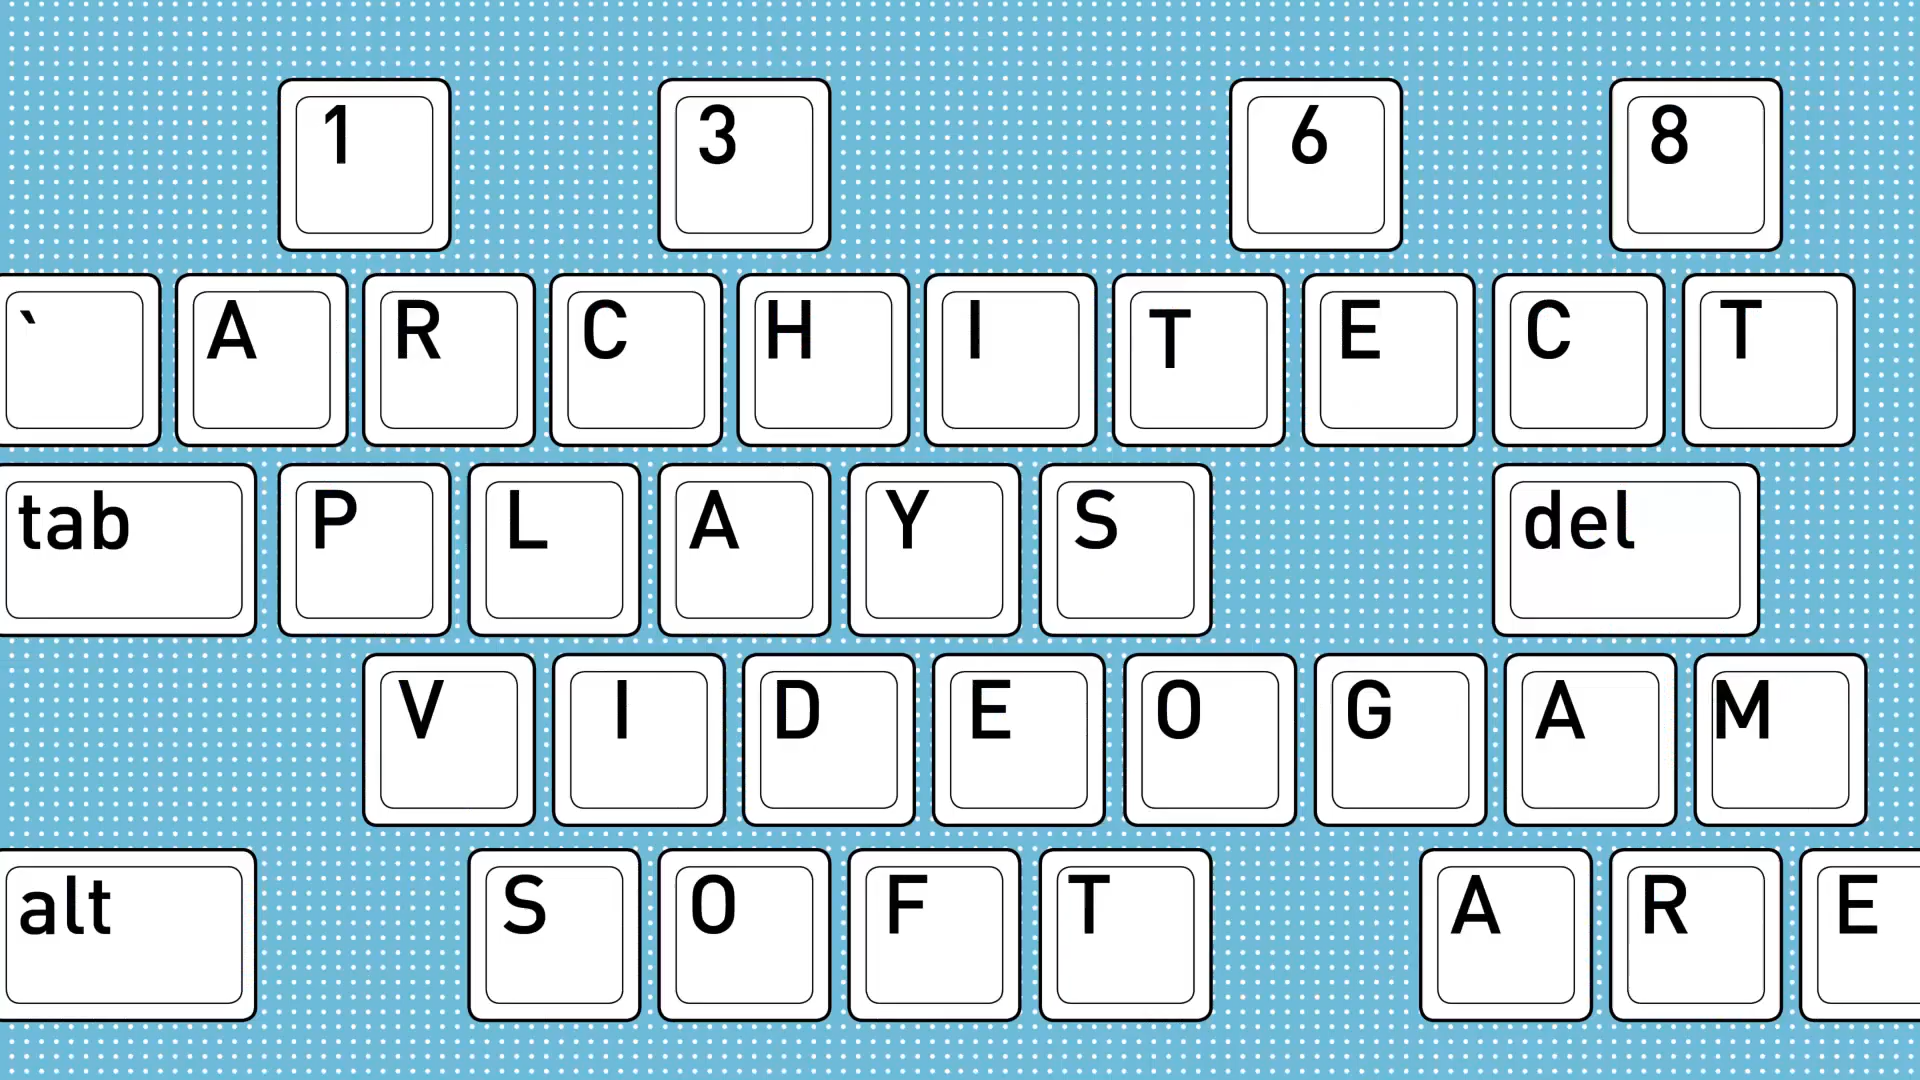 1 3 6 8
` A R C H I T E C T
tab P L A Y S del
V I D E O G A M
alt S O F T A R E